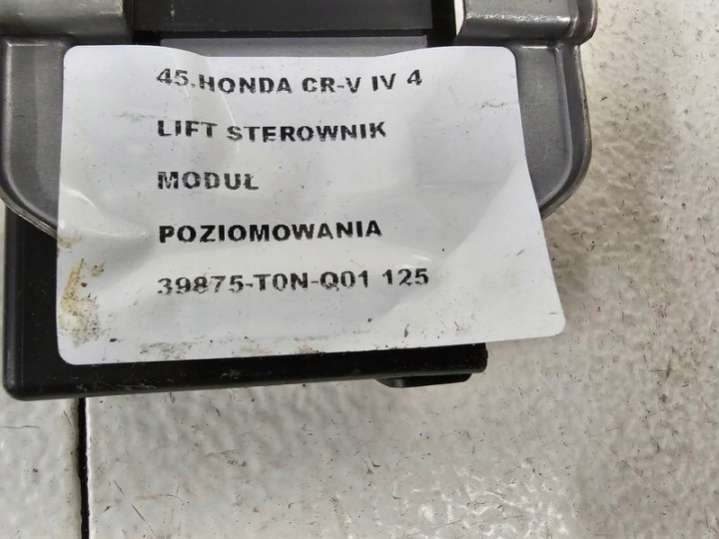 45.HONDA CR-V IV 4
LIFT STEROWNIK
MODUŁ
POZIOMOWANIA
39875-T0N-Q01 125